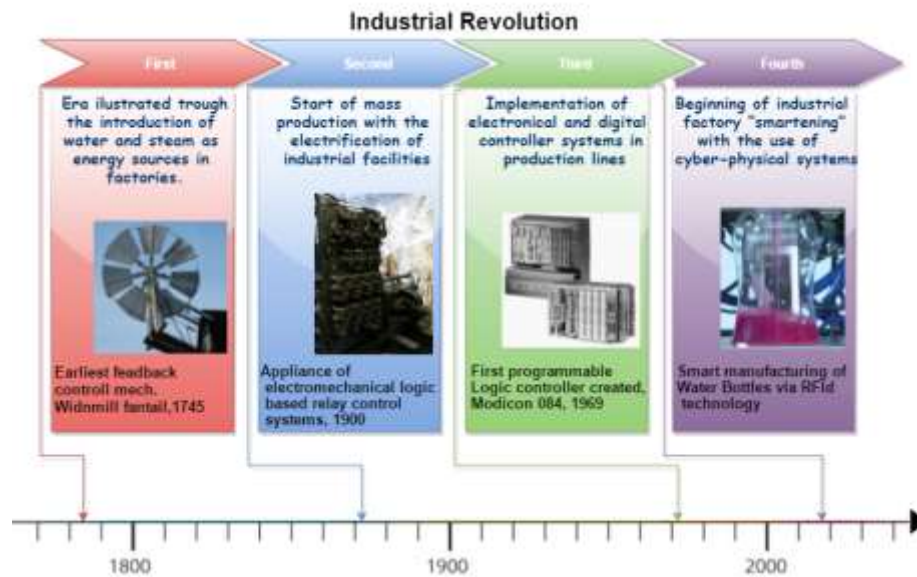 Industrial Revolution
First
Second
Third
Fourth
Era ilustrated trough
the introduction of
water and steam as
energy sources in
factories.
Earliest feadback
controll mech.
Widnmill fantail,1745
Start of mass
production with the
electrification of
industrial facilities
Appliance of
electromechanical logic
based relay control
systems, 1900
Implementation of
electronical and digital
controller systems in
production lines
First programmable
Logic controller created,
Modicon 084, 1969
Beginning of industrial
factory "smartening"
with the use of
cyber-physical systems
Smart manufacturing of
Water Bottles via RFid
technology
1800
1900
2000